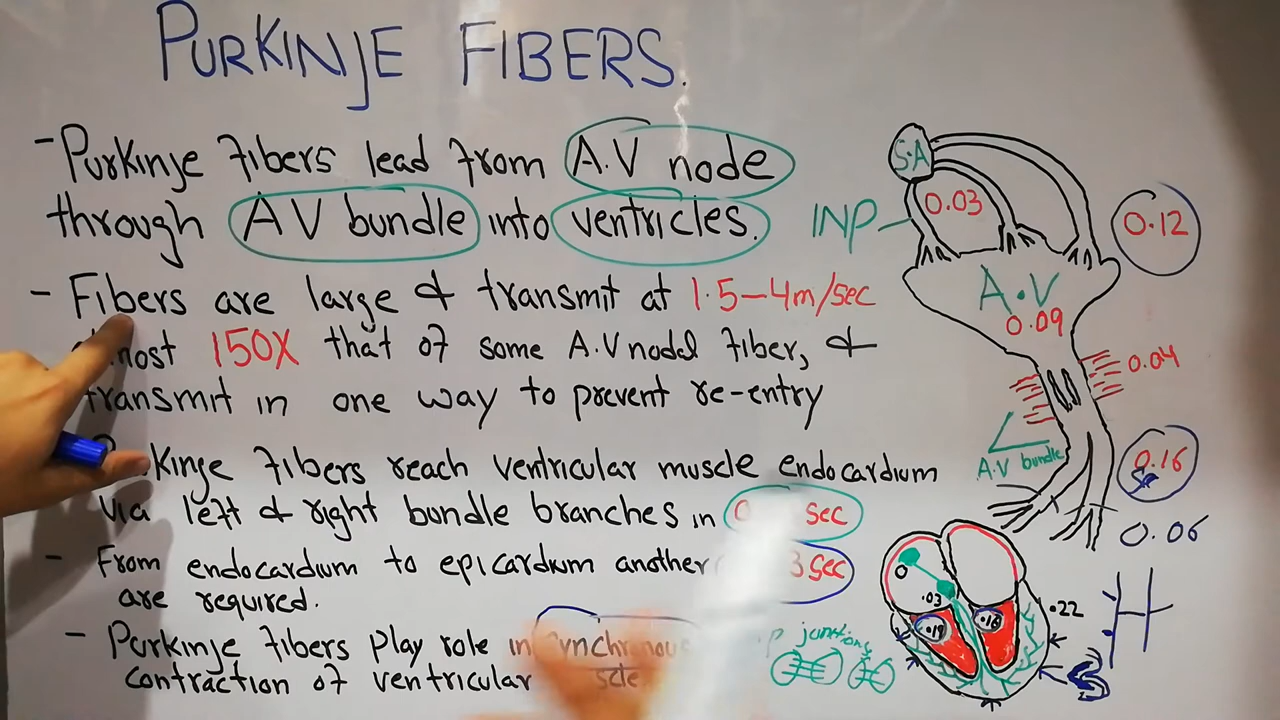 PURKINJE FIBERS.
- Purkinje fibers lead from A.V node
through AV bundle into ventricles.
- Fibers are large & transmit at 1.5-4m/sec
150X that of some A.V nodal fiber, &
transmit in one way to prevent re-entry
fibers reach ventricular muscle endocardium
via left & right bundle branches in sec
- From endocardium to epicardium another sec
are required.
- Purkinje fibers play role in
contraction of ventricular
S.A
0.03
INP
0.12
A.V
0.09
0.04
A.V bundle
0.16
0.06
.03
.19
.18
.22
junctions